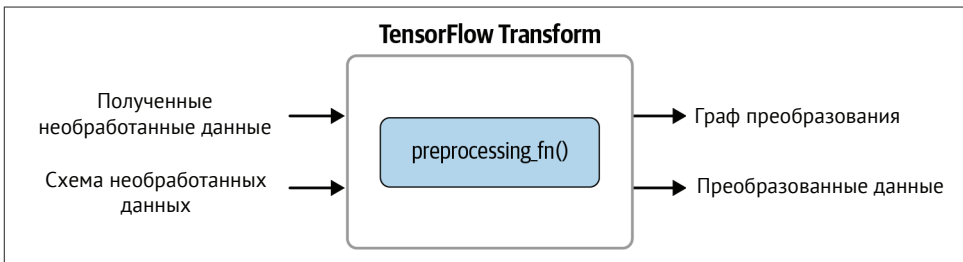 TensorFlow Transform
Полученные
необработанные данные
Схема необработанных
данных
preprocessing_fn()
Граф преобразования
Преобразованные данные